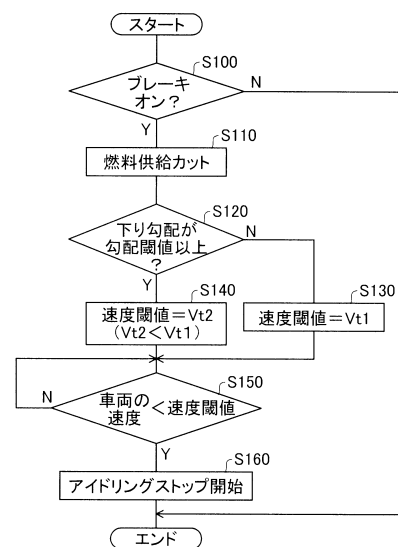 スタート
S100
ブレーキ
オン？
N
Y
S110
燃料供給カット
S120
下り勾配が
勾配閾値以上
？
N
Y
S140
速度閾値=Vt2
(Vt2<Vt1)
S130
速度閾値=Vt1
S150
車両の
速度
<速度閾値
N
Y
S160
アイドリングストップ開始
エンド